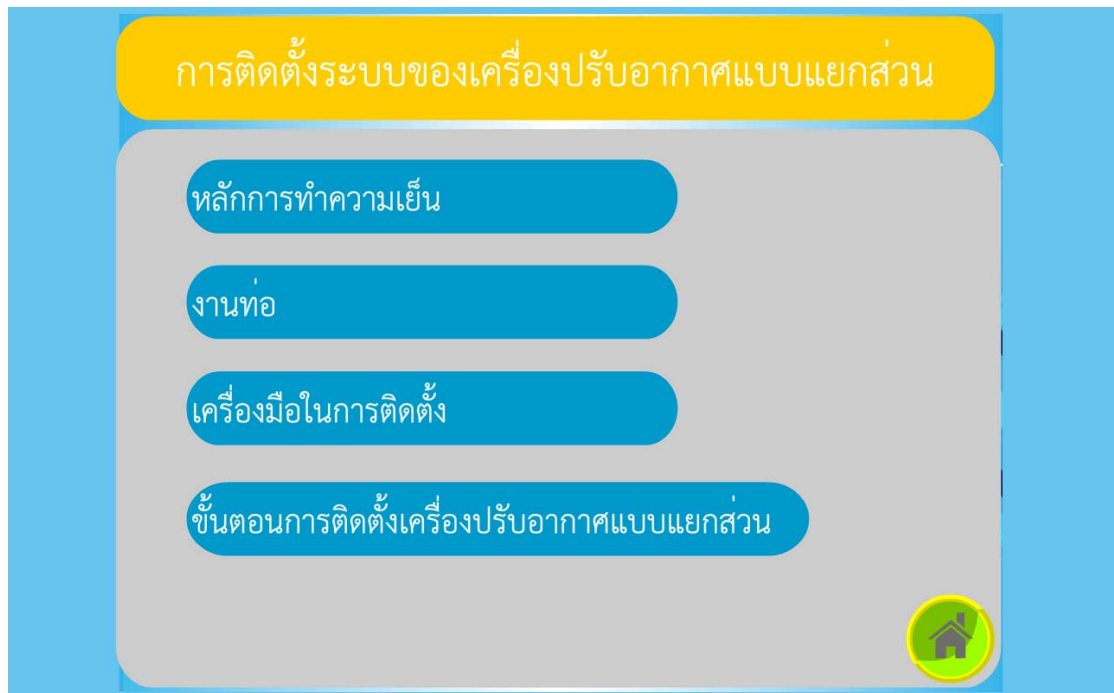 การติดตั้งระบบของเครื่องปรับอากาศแบบแยกส่วน
หลักการทำความเย็น
งานท่อ
เครื่องมือในการติดตั้ง
ขั้นตอนการติดตั้งเครื่องปรับอากาศแบบแยกส่วน